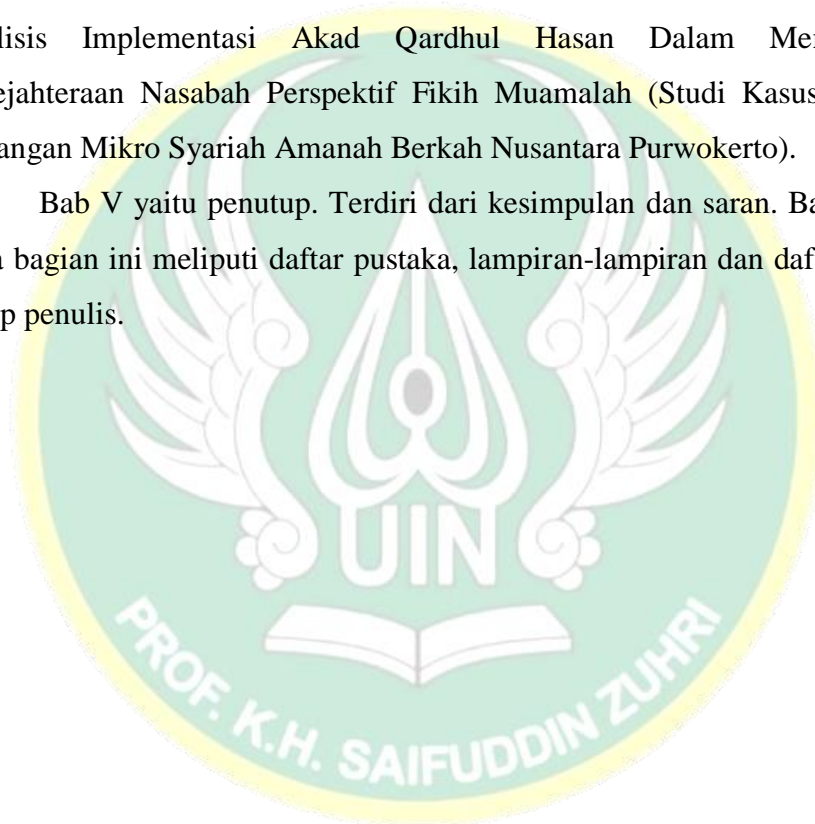 lisis Implementasi Akad Qardhul Hasan Dalam Mer
ejahteraan Nasabah Perspektif Fikih Muamalah (Studi Kasus
angan Mikro Syariah Amanah Berkah Nusantara Purwokerto).
Bab V yaitu penutup. Terdiri dari kesimpulan dan saran. Ba
a bagian ini meliputi daftar pustaka, lampiran-lampiran dan daf
p penulis.
UIN
PROF. K.H. SAIFUDDIN ZUHRI